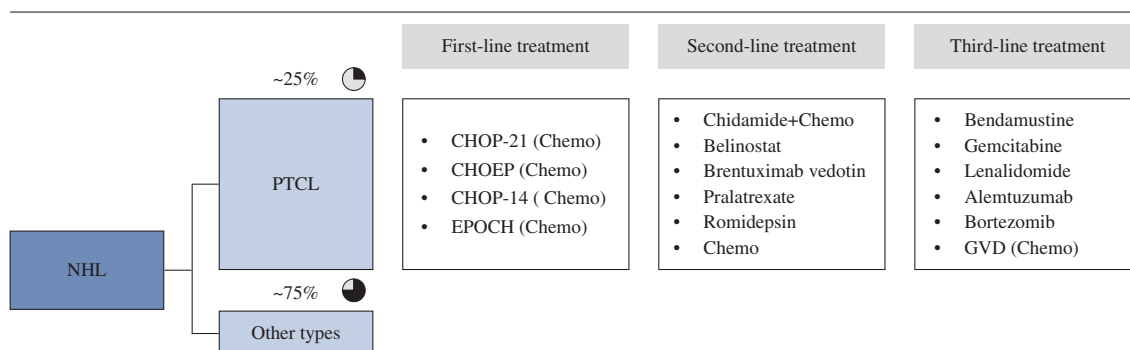 First-line treatment
Second-line treatment
Third-line treatment
~25%
PTCL
• CHOP-21 (Chemo)
• CHOEP (Chemo)
• CHOP-14 ( Chemo)
• EPOCH (Chemo)
• Chidamide+Chemo
• Belinostat
• Brentuximab vedotin
• Pralatrexate
• Romidepsin
• Chemo
• Bendamustine
• Gemcitabine
• Lenalidomide
• Alemtuzumab
• Bortezomib
• GVD (Chemo)
NHL
~75%
Other types